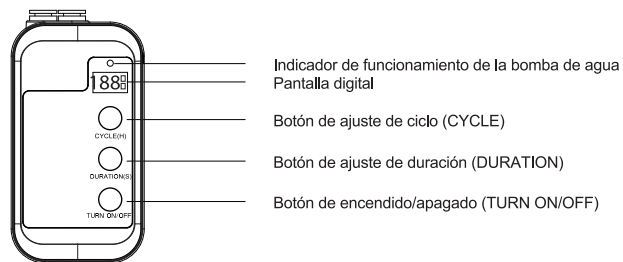 Indicador de funcionamiento de la bomba de agua
188
Pantalla digital
Botón de ajuste de ciclo (CYCLE)
CYCLE(H)
Botón de ajuste de duración (DURATION)
DURATION(S)
Botón de encendido/apagado (TURN ON/OFF)
TURN ON/OFF